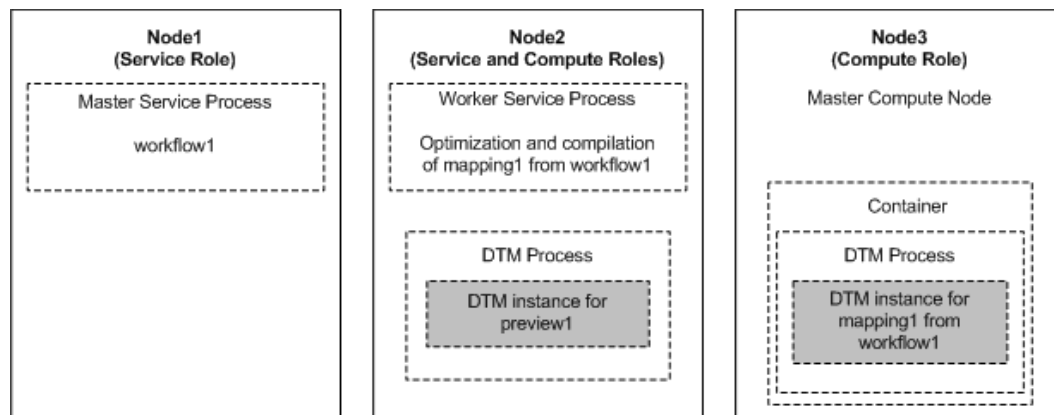 Node1
(Service Role)
Master Service Process
workflow1
Node2
(Service and Compute Roles)
Worker Service Process
Optimization and compilation
of mapping1 from workflow1
DTM Process
DTM instance for
preview1
Node3
(Compute Role)
Master Compute Node
Container
DTM Process
DTM instance for
mapping1 from
workflow1